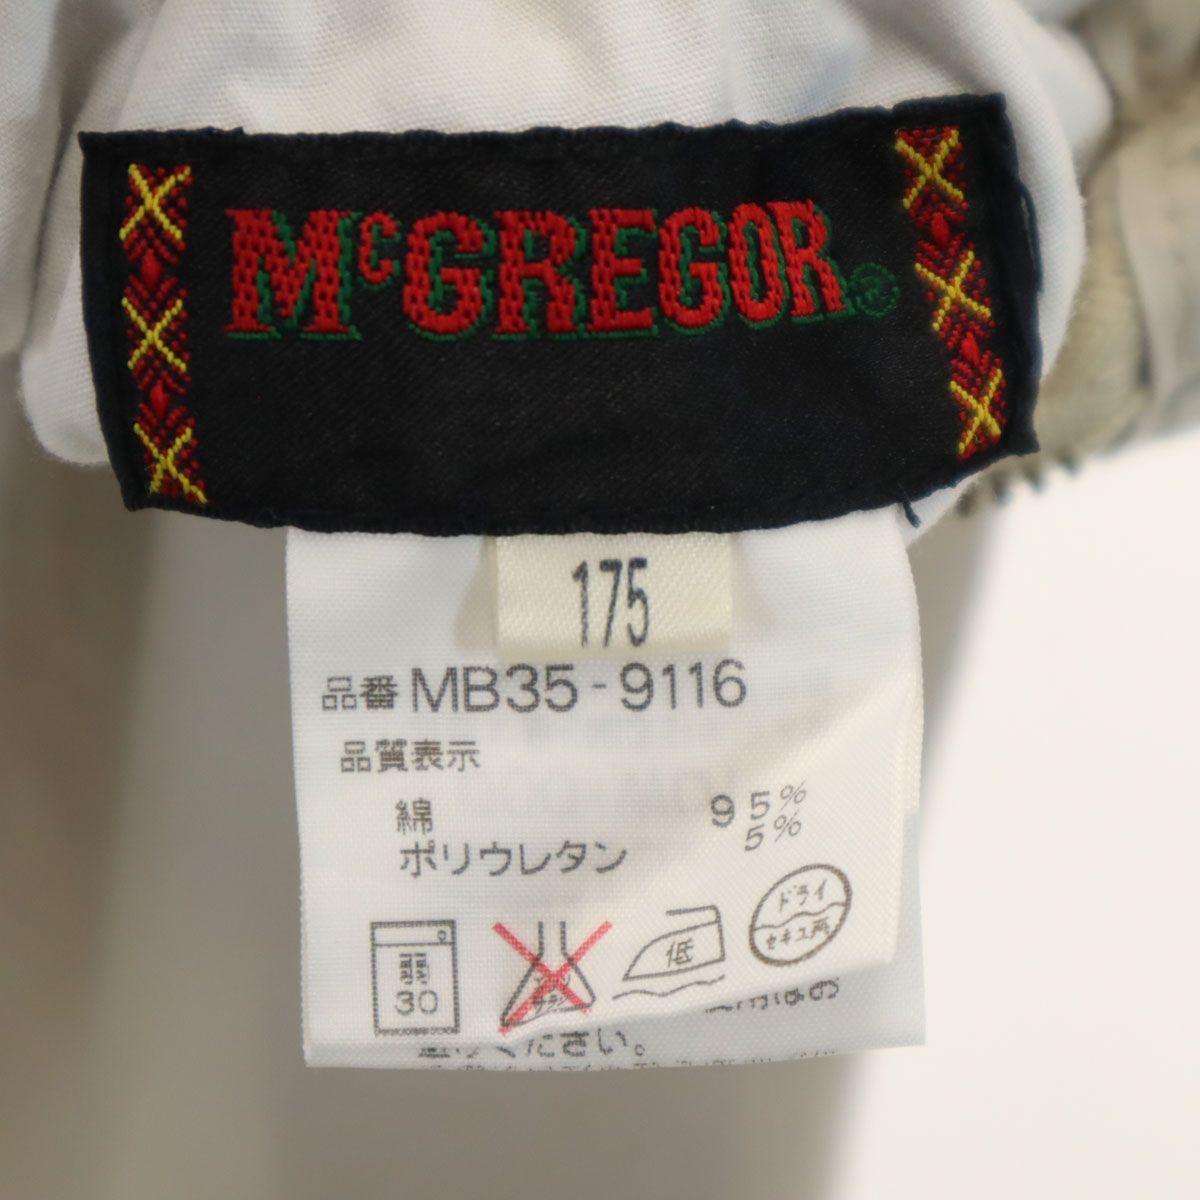 McGREGOR®
175
品番 MB35-9116
品質表示
綿 95%
ポリウレタン 5%
弱
30
低
ドライ
セキユ系
ください。